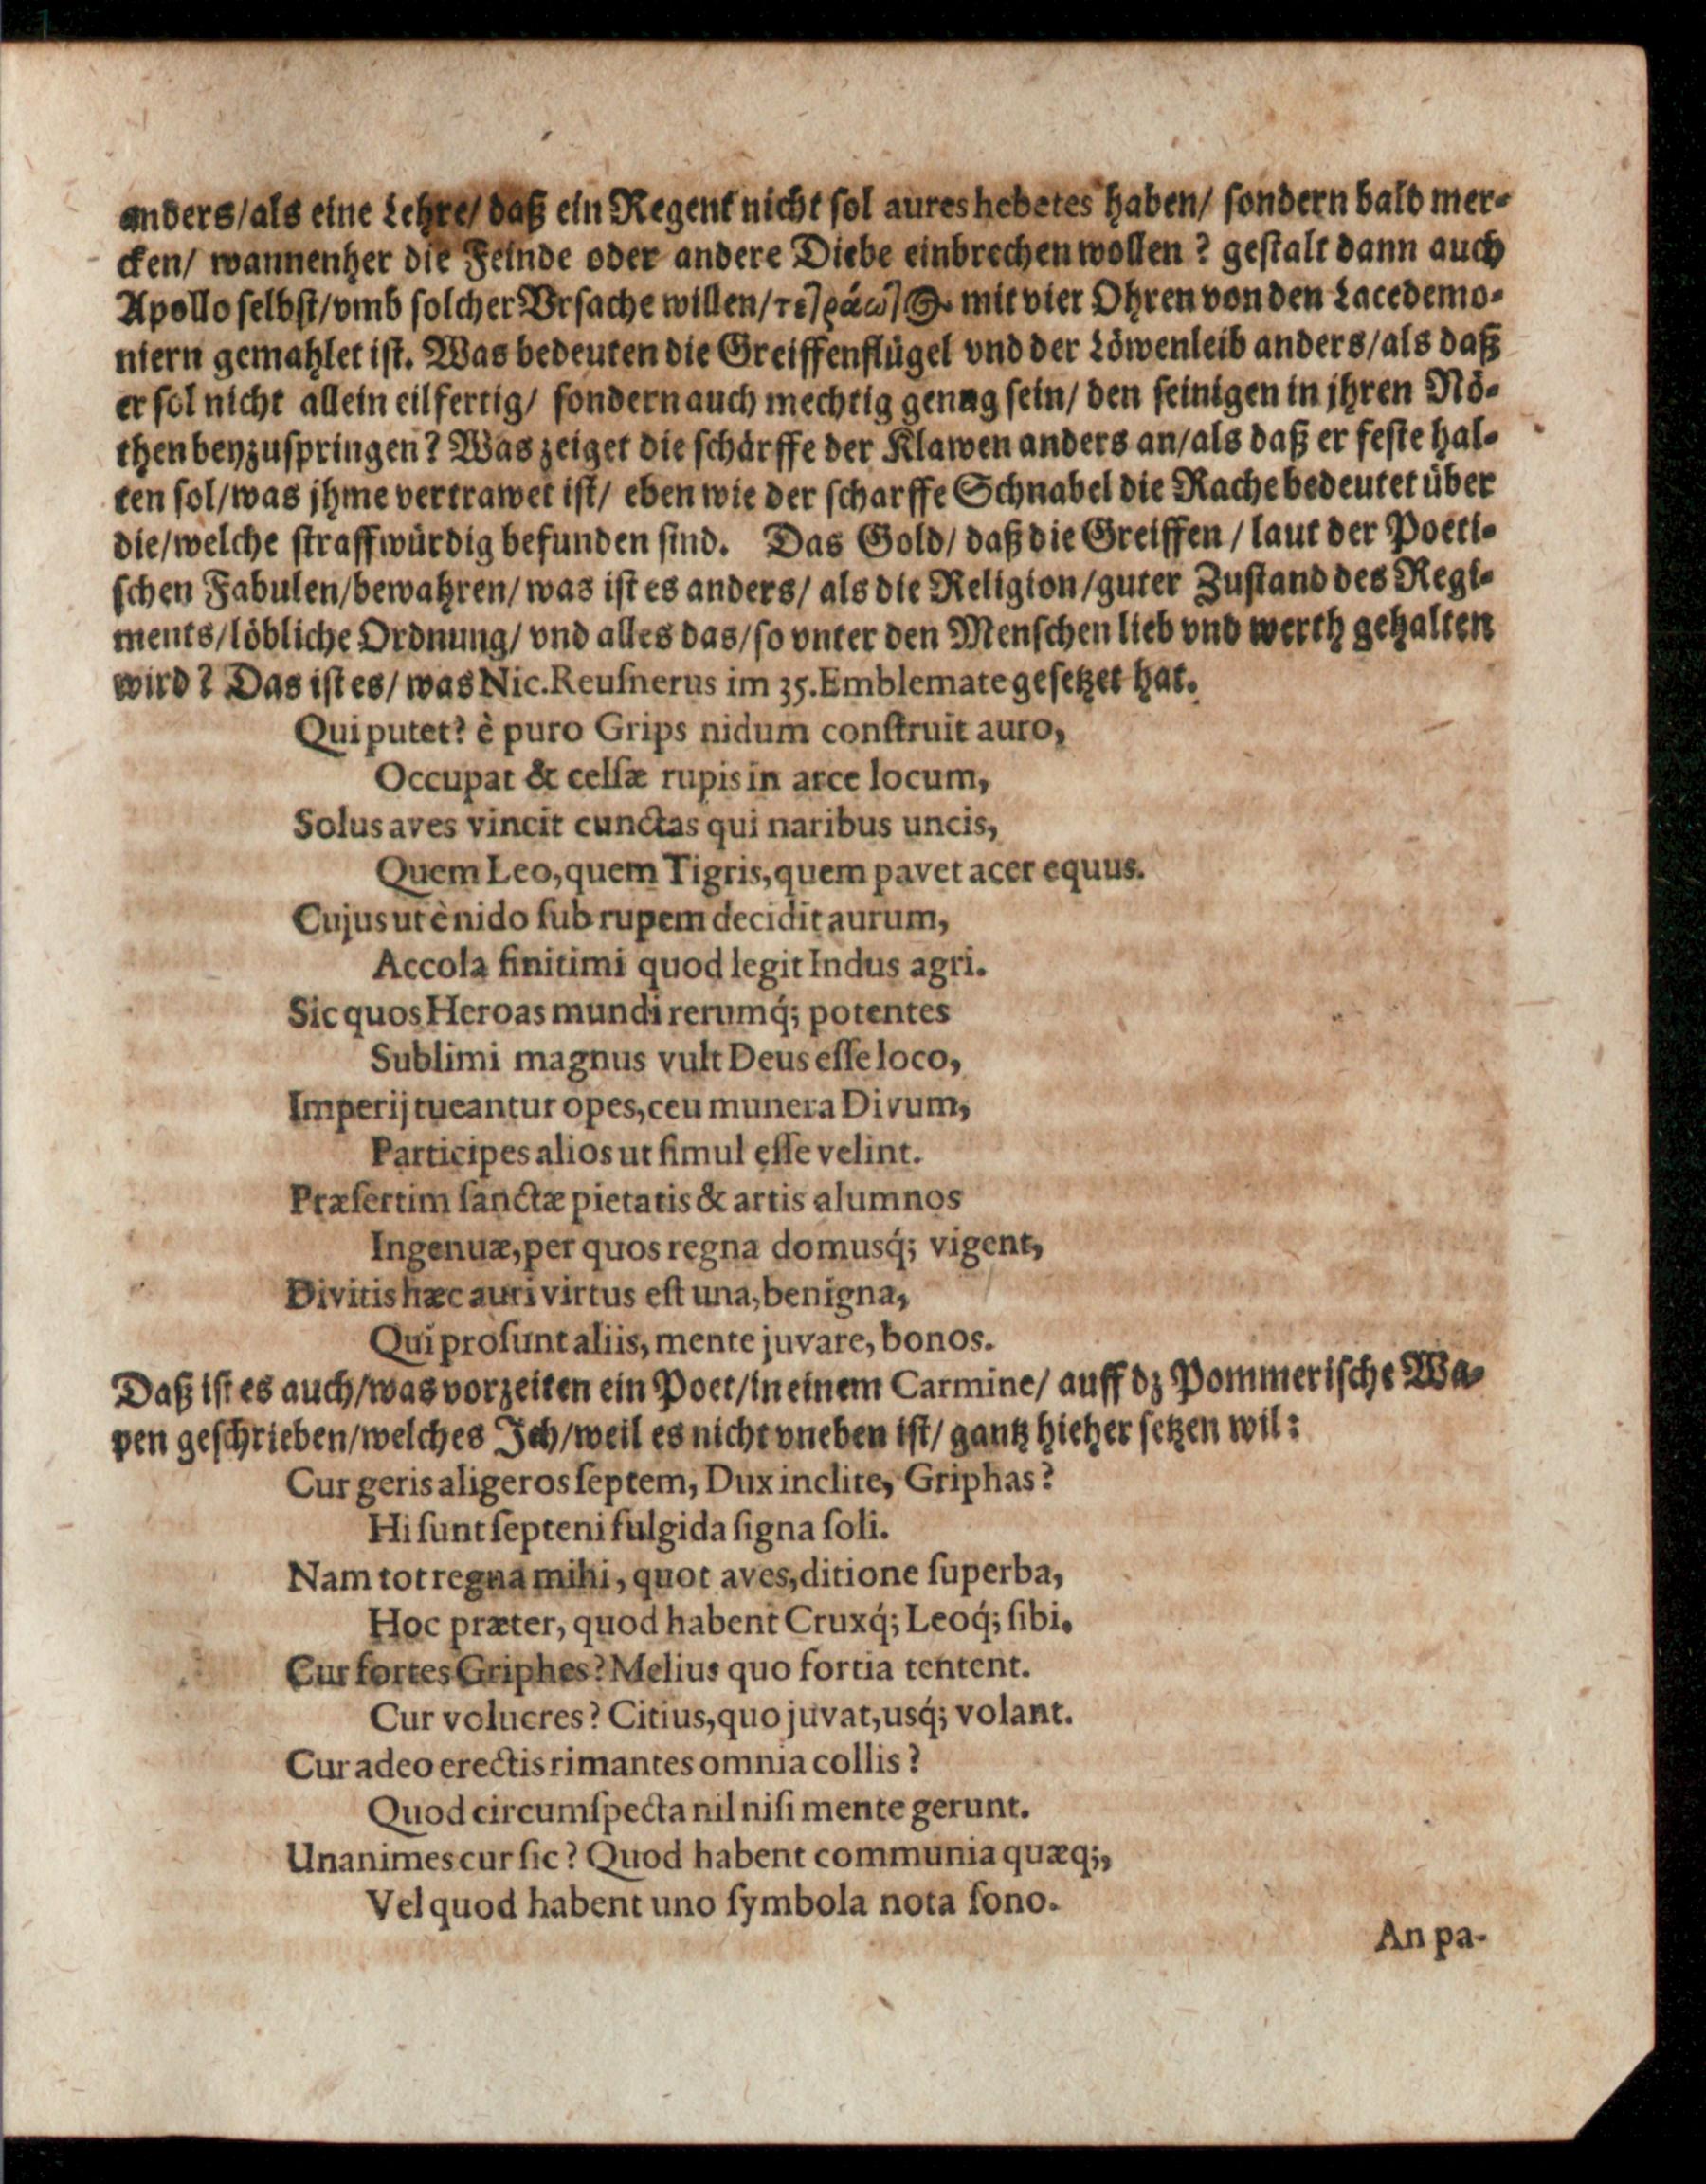 anders/als eine Lehre/ daß ein Regent nicht sol aures hebetes haben/ sondern bald mer-
cken/ wannenher die Feinde oder andere Diebe einbrechen wollen? gestalt dann auch
Apollo selbst/vmb solcher Vrsache willen/ mit vier Ohren von den Lacedemo-
niern gemahlet ist. Was bedeuten die Greiffenflügel vnd der Löwenleib anders/als daß
er sol nicht allein eilfertig/ sondern auch mechtig genug sein/ den seinigen in jhren Nö-
then beyzuspringen? Was zeiget die schärffe der Klawen anders an/als daß er feste hal-
ten sol/was jhme vertrawet ist/ eben wie der scharffe Schnabel die Rache bedeutet über
die/welche straffwürdig befunden sind. Das Gold/ daß die Greiffen/ laut der Poeti-
schen Fabulen/bewahren/ was ist es anders/ als die Religion/guter Zustand des Regi-
ments/löbliche Ordnung/ vnd alles das/so vnter den Menschen lieb vnd werth gehalten
wird? Das ist es/ was Nic. Reuſnerus im 35. Emblemate gesetzet hat.
Qui putet? è puro Grips nidum conſtruit auro,
Occupat & celſæ rupis in arce locum,
Solus aves vincit cunctas qui naribus uncis,
Quem Leo, quem Tigris, quem pavet acer equus.
Cujus ut è nido ſub rupem decidit aurum,
Accola finitimi quod legit Indus agri.
Sic quos Heroas mundi rerumq́; potentes
Sublimi magnus vult Deus eſſe loco,
Imperij tueantur opes, ceu munera Divum,
Participes alios ut ſimul eſſe velint.
Præſertim ſanctæ pietatis & artis alumnos
Ingenuæ, per quos regna domusq́; vigent,
Divitis hæc auri virtus eſt una, benigna,
Qui proſunt aliis, mente juvare, bonos.
Daß ist es auch/was vorzeiten ein Poet/in einem Carmine/ auff dz Pommerische Wa-
pen geschrieben/welches Ich/weil es nicht vneben ist/ gantz hieher setzen wil:
Cur geris aligeros ſeptem, Dux inclite, Griphas?
Hi ſunt ſepteni fulgida ſigna ſoli.
Nam tot regna mihi, quot aves, ditione ſuperba,
Hoc præter, quod habent Cruxq́; Leoq́; ſibi.
Cur fortes Griphes? Melius quo fortia tentent.
Cur volucres? Citius, quo juvat, usq́; volant.
Cur adeo erectis rimantes omnia collis?
Quod circumſpecta nil niſi mente gerunt.
Unanimes cur ſic? Quod habent communia quæq;,
Vel quod habent uno ſymbola nota ſono.
An pa-